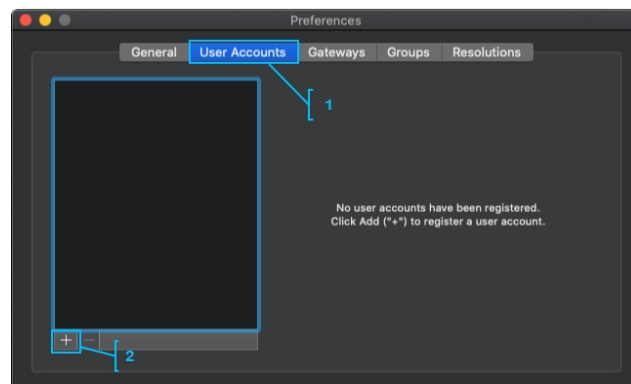 Preferences
General User Accounts Gateways Groups Resolutions
1
No user accounts have been registered.
Click Add ("+") to register a user account.
+ −
2